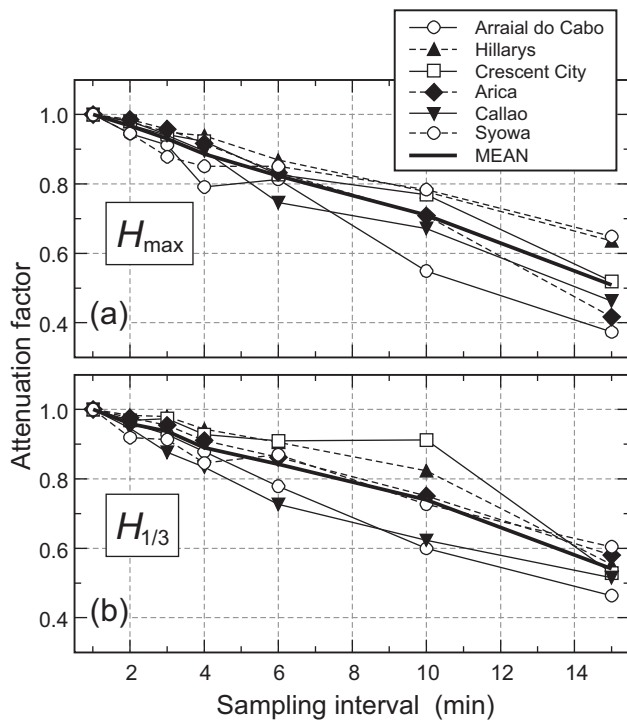 Arraial do Cabo
Hillarys
Crescent City
Arica
Callao
Syowa
MEAN
1.0
0.8
0.6
0.4
Hmax
(a)
Attenuation factor
1.0
0.8
0.6
0.4
H1/3
(b)
2 4 6 8 10 12 14
Sampling interval (min)